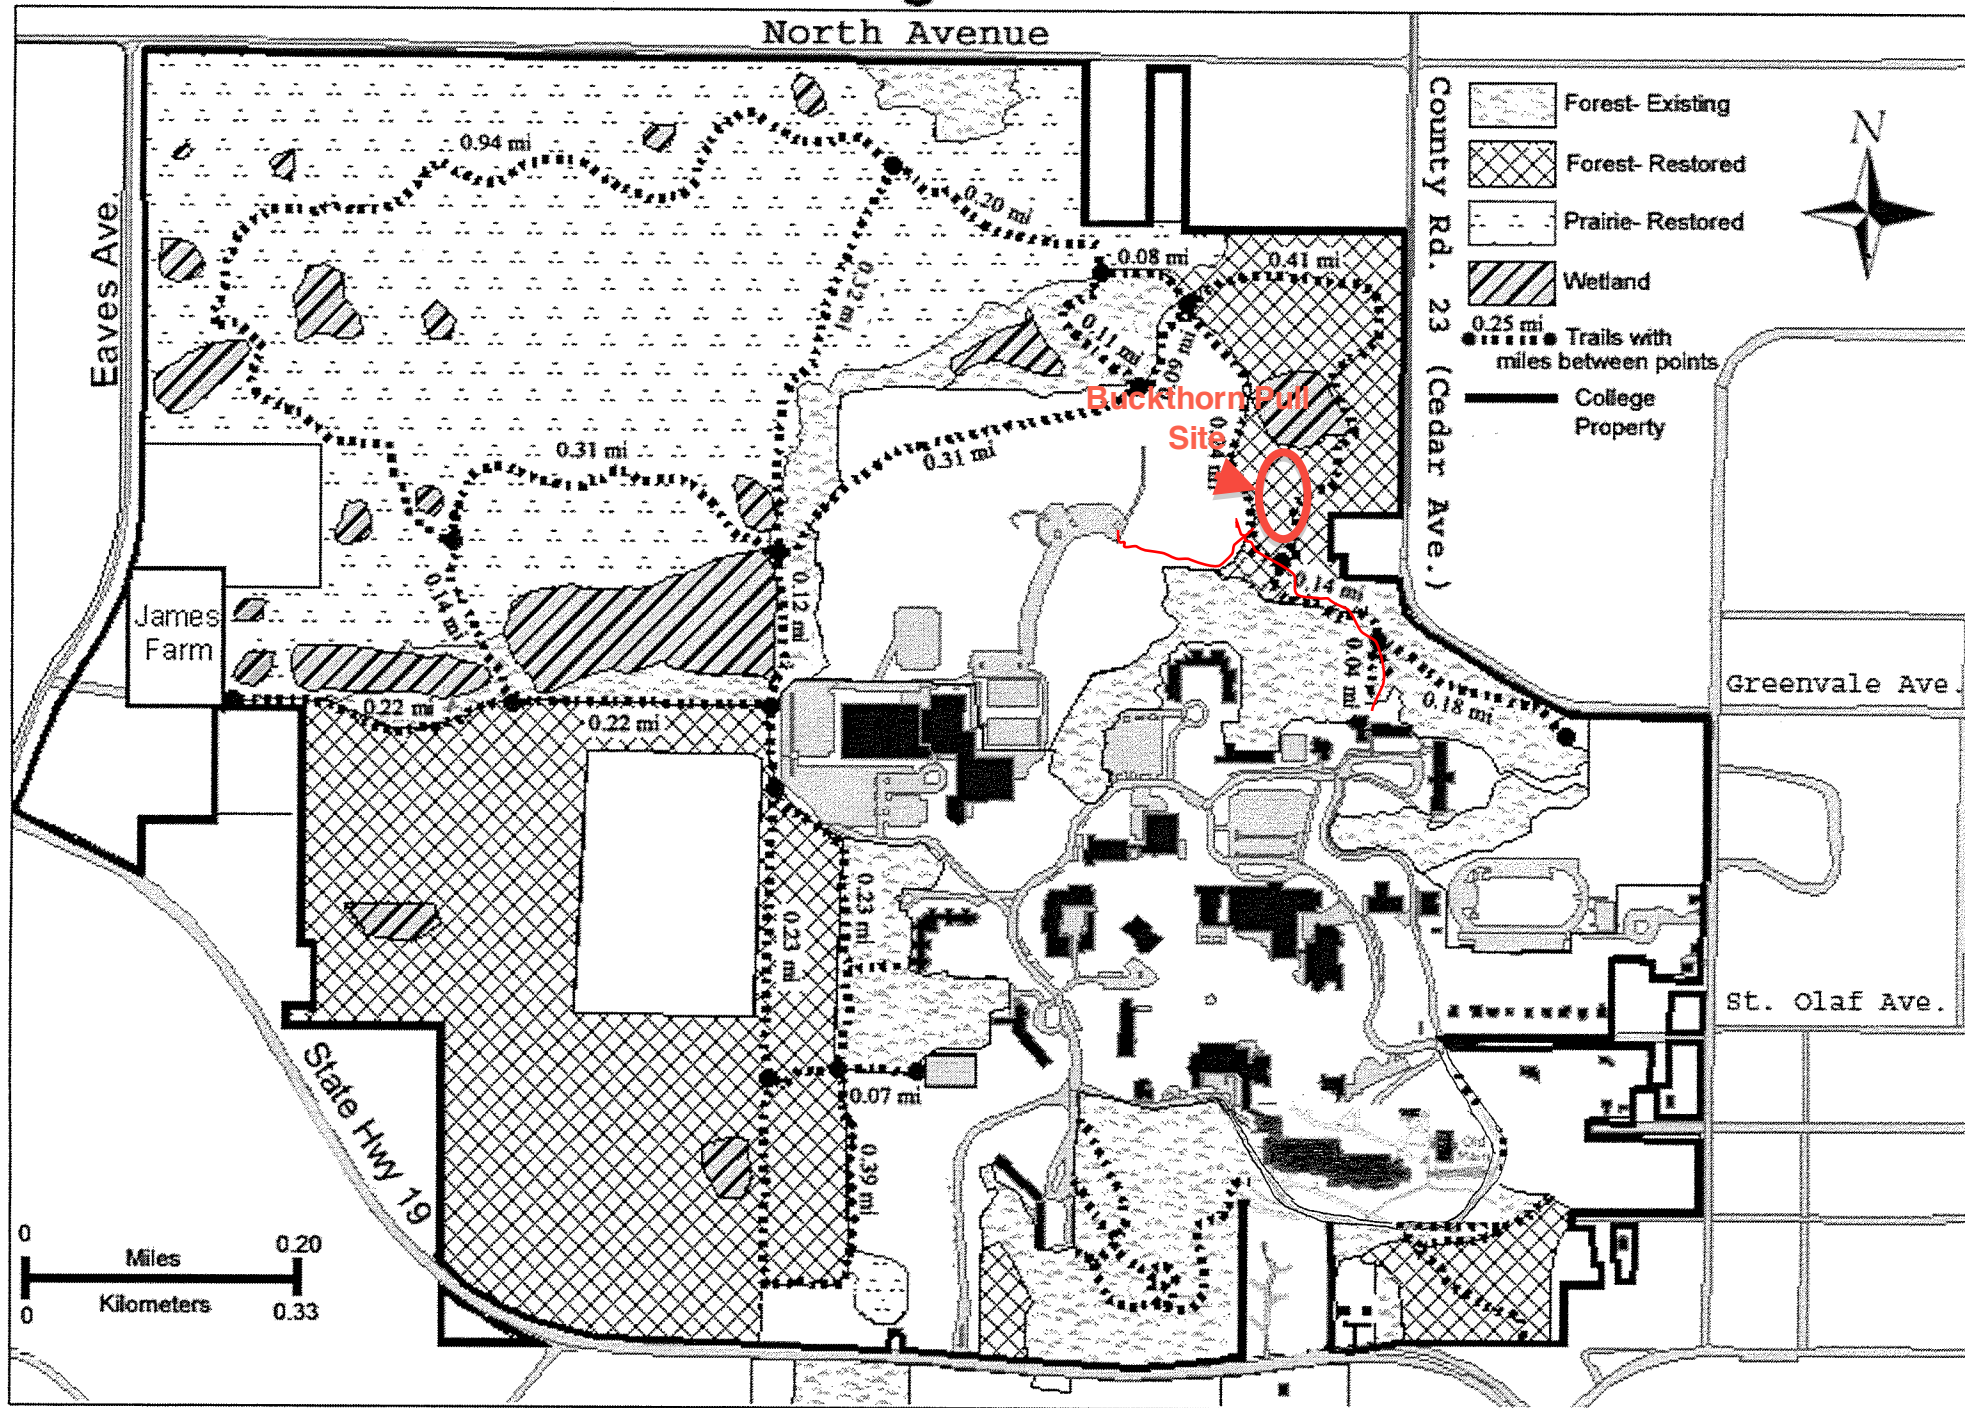 North Avenue
Eaves Ave.
County Rd. 23 (Cedar Ave.)
Forest- Existing
Forest- Restored
Prairie- Restored
Wetland
0.25 mi
Trails with
miles between points
College
Property
N
0.94 mi
0.20 mi
0.08 mi
0.41 mi
0.32 mi
0.11 mi
mi
Buckthorn Pull
Site
0.31 mi
0.31 mi
0.14 mi
0.12 mi
0.14 mi
0.04 mi
0.18 mi
James
Farm
0.22 mi
0.22 mi
Greenvale Ave.
0.23 mi
0.23 mi
St. Olaf Ave.
0.07 mi
0.39 mi
State Hwy 19
0
0.20
Miles
Kilometers
0
0.33